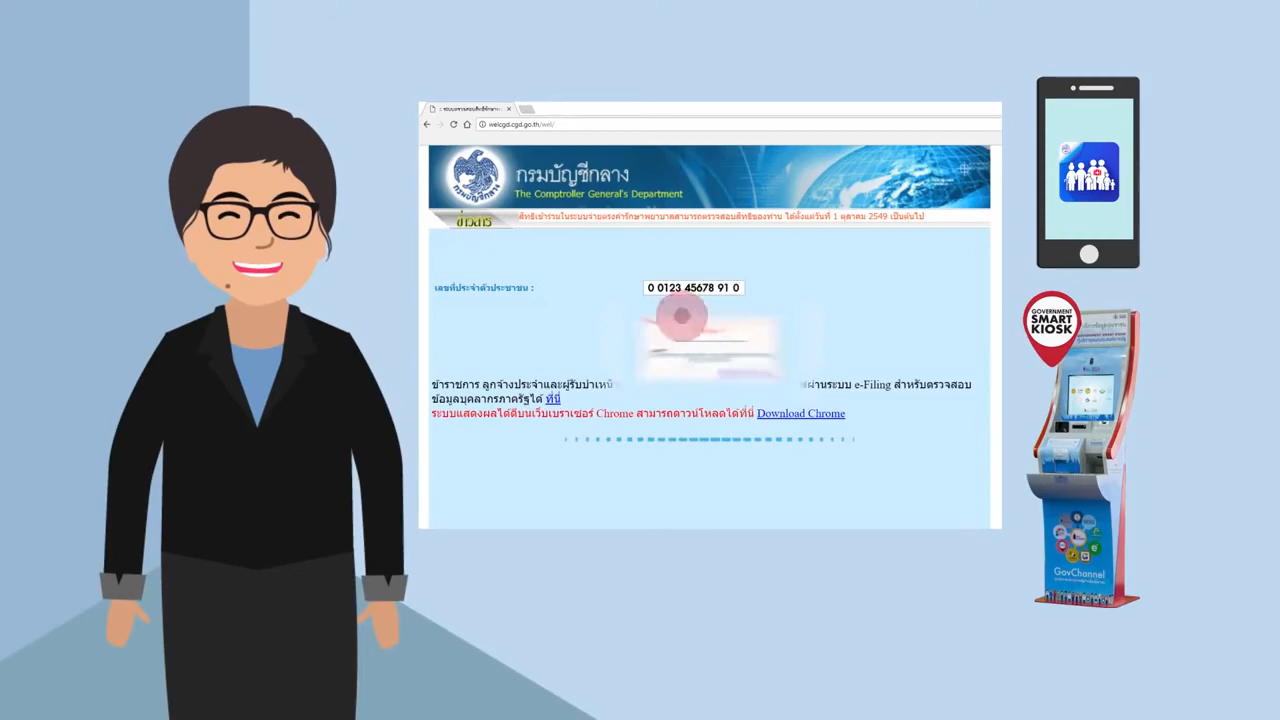 welcgd.cgd.go.th/wel/
กรมบัญชีกลาง
The Comptroller General's Department
ข่าวสาร
สิทธิเข้าร่วมในระบบจ่ายตรงค่ารักษาพยาบาลสามารถตรวจสอบสิทธิของท่าน ได้ตั้งแต่วันที่ 1 ตุลาคม 2549 เป็นต้นไป
เลขที่ประจำตัวประชาชน :
0 0123 45678 91 0
ข้าราชการ ลูกจ้างประจำและผู้รับบำเหน็
ผ่านระบบ e-Filing สำหรับตรวจสอบ
ข้อมูลบุคลากรภาครัฐได้ ที่นี่
ระบบแสดงผลได้ดีบนเว็บเบราเซอร์ Chrome สามารถดาวน์โหลดได้ที่นี่ Download Chrome
GOVERNMENT
SMART
KIOSK
GovChannel